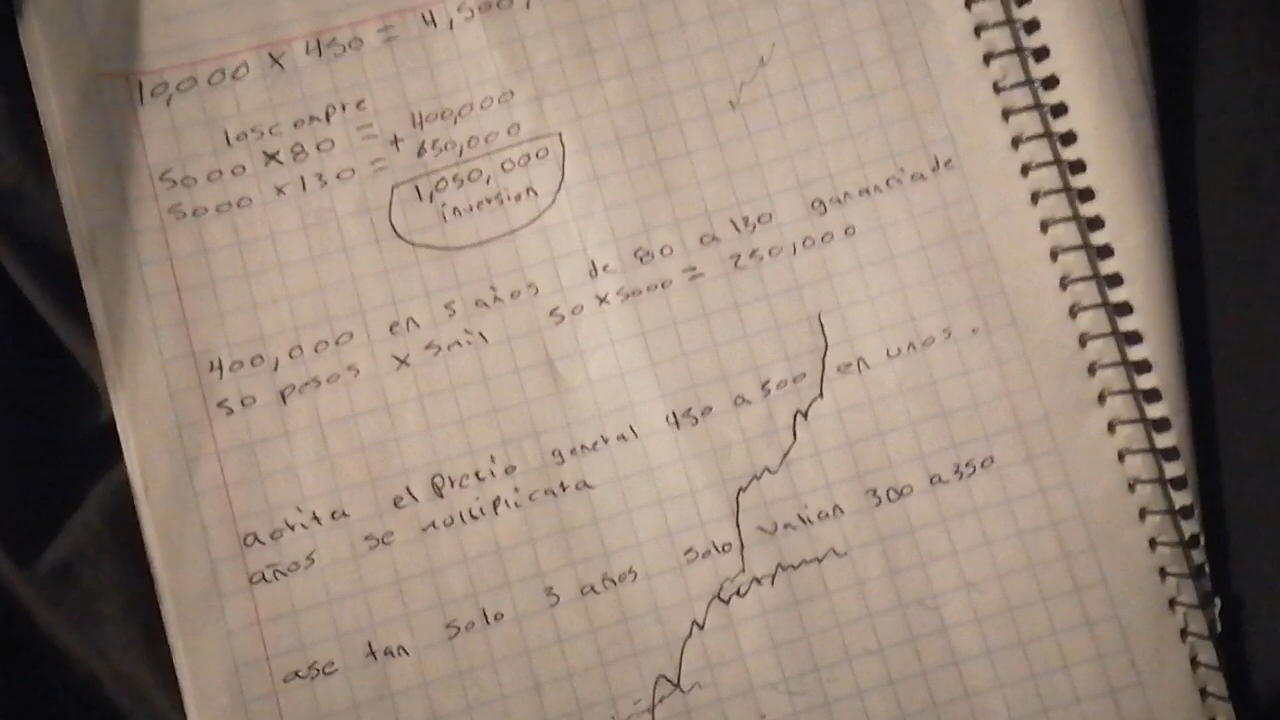 10,000 x 450 = 4,500,
los compre
5000 x 80 = + 400,000
5000 x 130 = 650,000
1,050,000
inversion
400,000 en 5 años de 80 a 130 ganancia de
50 pesos x 5mil 50 x 5000 = 250,000
aorita el precio general 450 a 500 en unos.
años se moltiplicara
ase tan solo 3 años solo valian 300 a 350